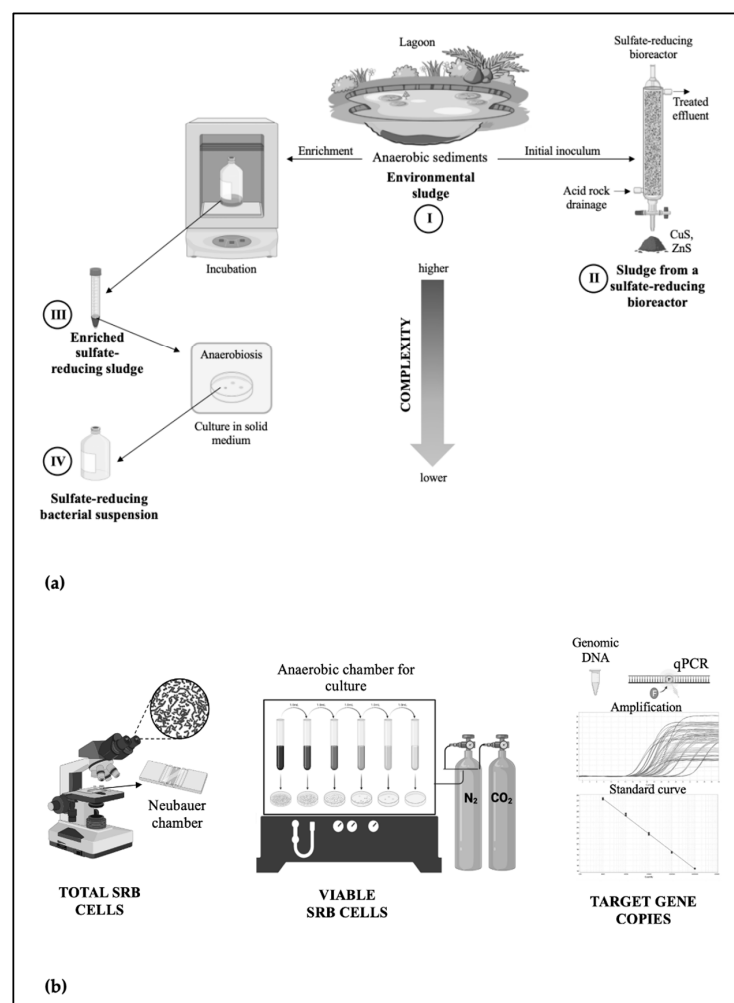 Lagoon
Sulfate-reducing
bioreactor
Treated
effluent
Enrichment
Anaerobic sediments
Initial inoculum
Environmental
sludge
I
Acid rock
drainage
CuS,
ZnS
II
Sludge from a
sulfate-reducing
bioreactor
Incubation
higher
COMPLEXITY
lower
III
Enriched
sulfate-
reducing sludge
Anaerobiosis
Culture in solid
medium
IV
Sulfate-reducing
bacterial suspension
(a)
Neubauer
chamber
TOTAL SRB
CELLS
Anaerobic chamber for
culture
N2
CO2
VIABLE
SRB CELLS
Genomic
DNA
qPCR
F
Amplification
Standard curve
TARGET GENE
COPIES
(b)